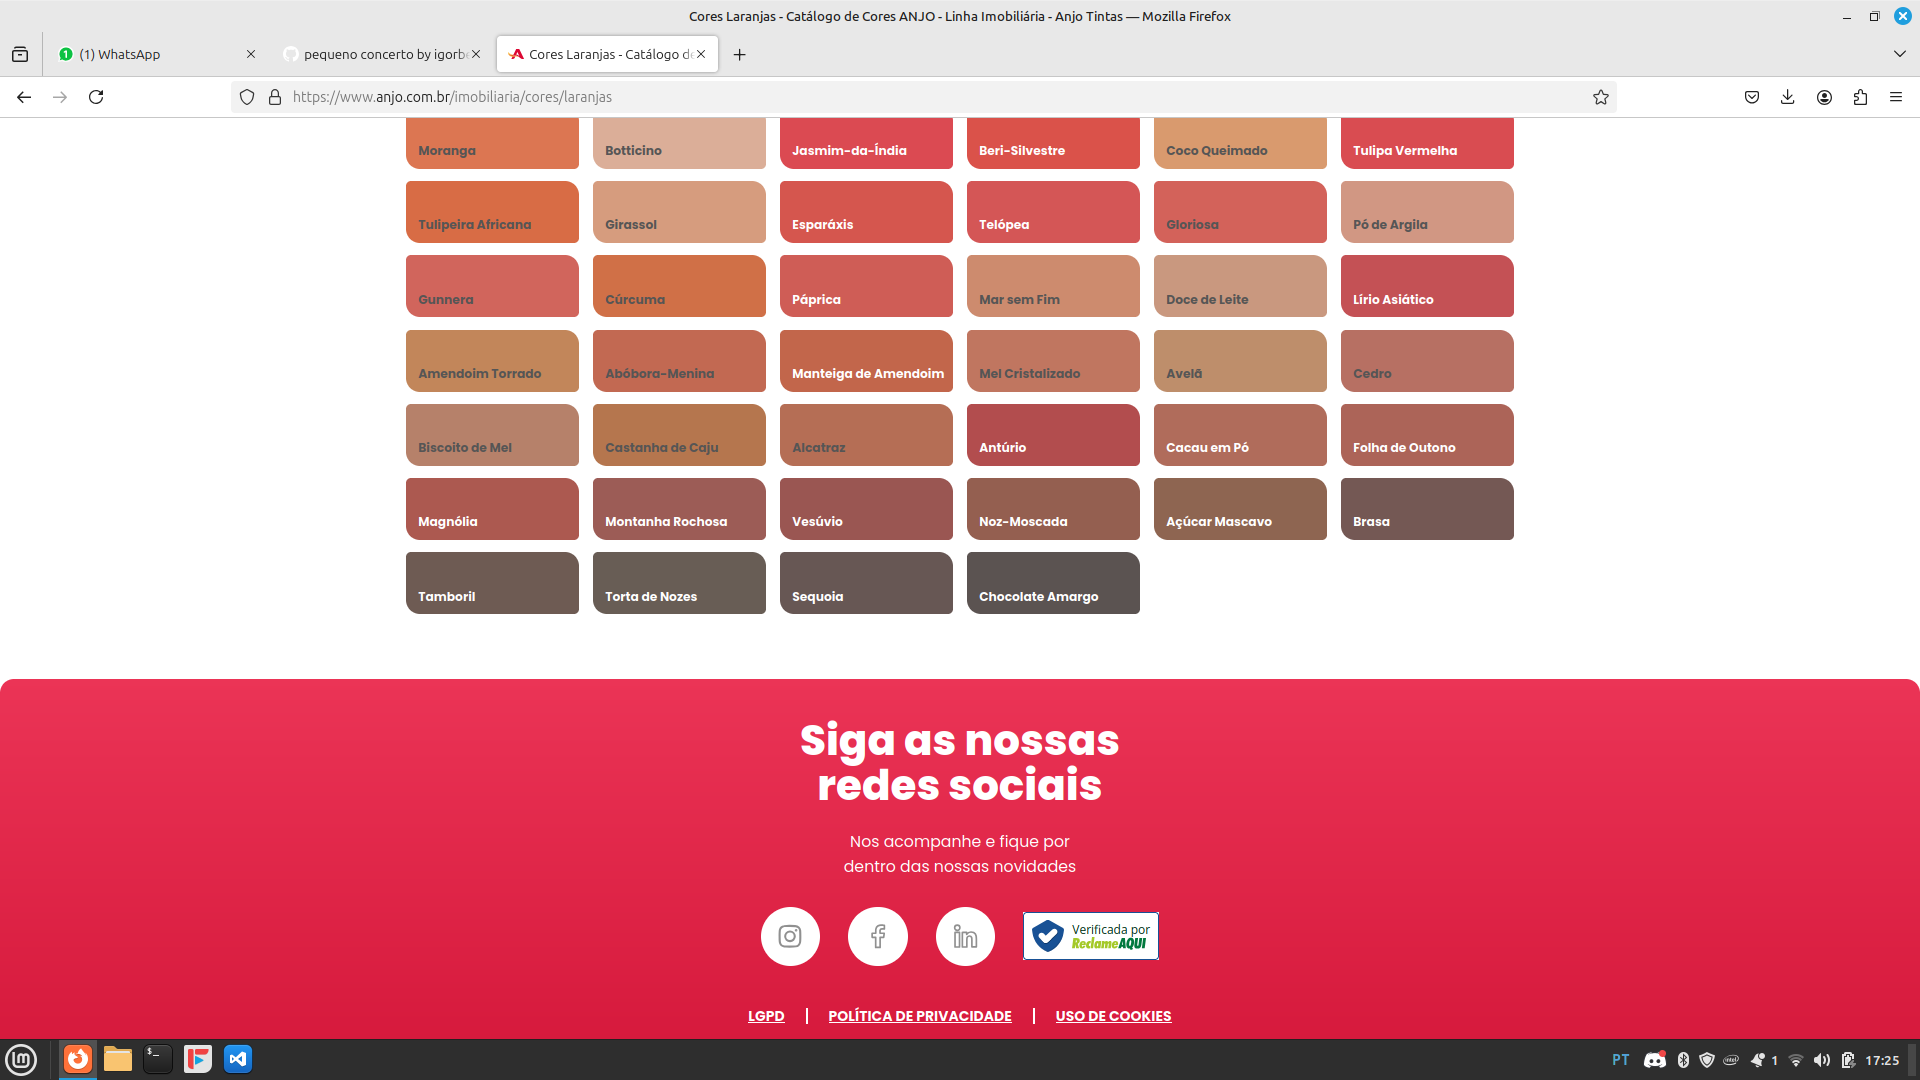 Cores Laranjas - Catálogo de Cores ANJO - Linha Imobiliária - Anjo Tintas — Mozilla Firefox
(1) WhatsApp
pequeno concerto by igorb
Cores Laranjas - Catálogo d
https://www.anjo.com.br/imobiliaria/cores/laranjas
Moranga
Botticino
Jasmim-da-Índia
Beri-Silvestre
Coco Queimado
Tulipa Vermelha
Tulipeira Africana
Girassol
Esparáxis
Telópea
Gloriosa
Pó de Argila
Gunnera
Cúrcuma
Páprica
Mar sem Fim
Doce de Leite
Lírio Asiático
Amendoim Torrado
Abóbora-Menina
Manteiga de Amendoim
Mel Cristalizado
Avelã
Cedro
Biscoito de Mel
Castanha de Caju
Alcatraz
Antúrio
Cacau em Pó
Folha de Outono
Magnólia
Montanha Rochosa
Vesúvio
Noz-Moscada
Açúcar Mascavo
Brasa
Tamboril
Torta de Nozes
Sequoia
Chocolate Amargo
Siga as nossas
redes sociais
Nos acompanhe e fique por
dentro das nossas novidades
Verificada por
ReclameAQUI
LGPD
POLÍTICA DE PRIVACIDADE
USO DE COOKIES
PT
1
17:25